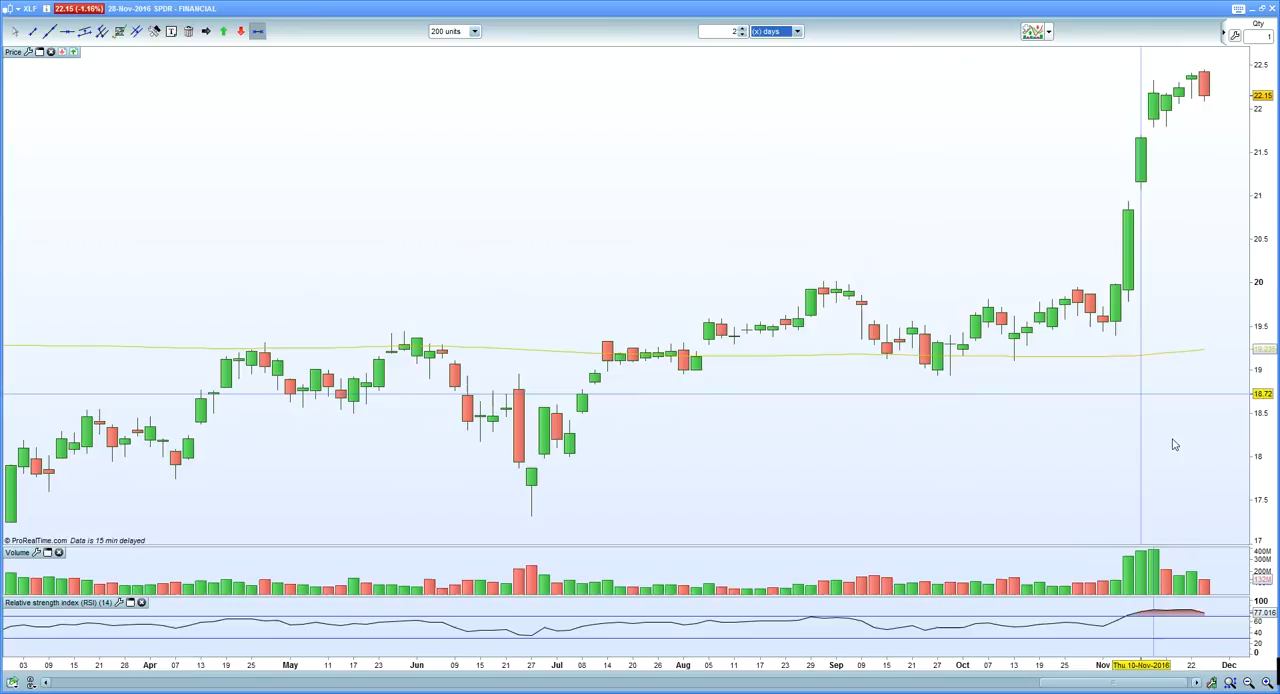 XLF 22.15 (-1.16%) 28-Nov-2016 SPDR - FINANCIAL
200 units 2 (x) days Qty
1
Price
22.5
22.15
22
21.5
21
20.5
20
19.5
19
18.72
18.5
18
17.5
17
© ProRealTime.com Data is 15 min delayed
Volume
400M
300M
200M
132M
Relative strength index (RSI) (14)
100
77.016
60
40
20
0
03 09 15 21 Apr 07 13 19 25 May 11 17 23 Jun 09 15 21 27 Jul 08 14 20 26 Aug 05 11 17 23 29 Sep 09 15 21 27 Oct 07 13 19 25 Nov Thu 10-Nov-2016 22 Dec